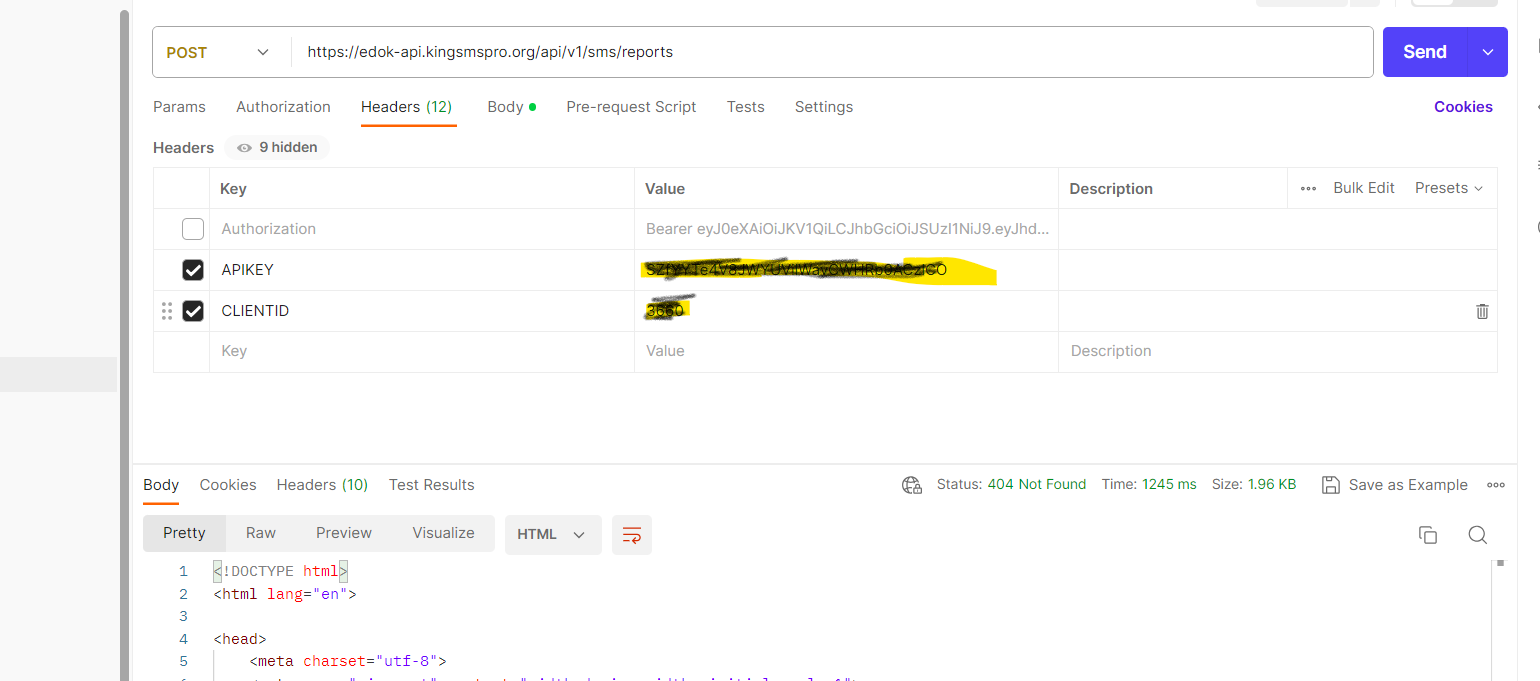 POST https://edok-api.kingsmspro.org/api/v1/sms/reports Send
Params Authorization Headers (12) Body Pre-request Script Tests Settings Cookies
Headers 9 hidden
Key Value Description Bulk Edit Presets
Authorization Bearer eyJ0eXAiOiJKV1QiLCJhbGciOiJSUzI1NiJ9.eyJhd...
APIKEY
CLIENTID
Key Value Description
Body Cookies Headers (10) Test Results Status: 404 Not Found Time: 1245 ms Size: 1.96 KB Save as Example
Pretty Raw Preview Visualize HTML
1 <!DOCTYPE html>
2 <html lang="en">
3
4 <head>
5 <meta charset="utf-8">